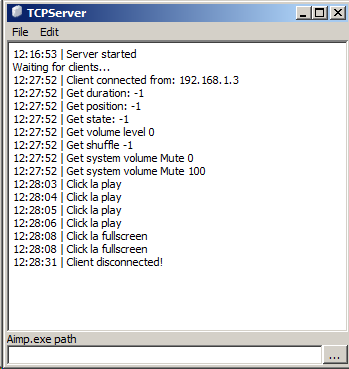 TCPServer
File Edit
12:16:53 | Server started
Waiting for clients...
12:27:52 | Client connected from: 192.168.1.3
12:27:52 | Get duration: -1
12:27:52 | Get position: -1
12:27:52 | Get state: -1
12:27:52 | Get volume level 0
12:27:52 | Get shuffle -1
12:27:52 | Get system volume Mute 0
12:27:52 | Get system volume Mute 100
12:28:03 | Click la play
12:28:04 | Click la play
12:28:05 | Click la play
12:28:06 | Click la play
12:28:08 | Click la fullscreen
12:28:08 | Click la fullscreen
12:28:31 | Client disconnected!
Aimp.exe path
...